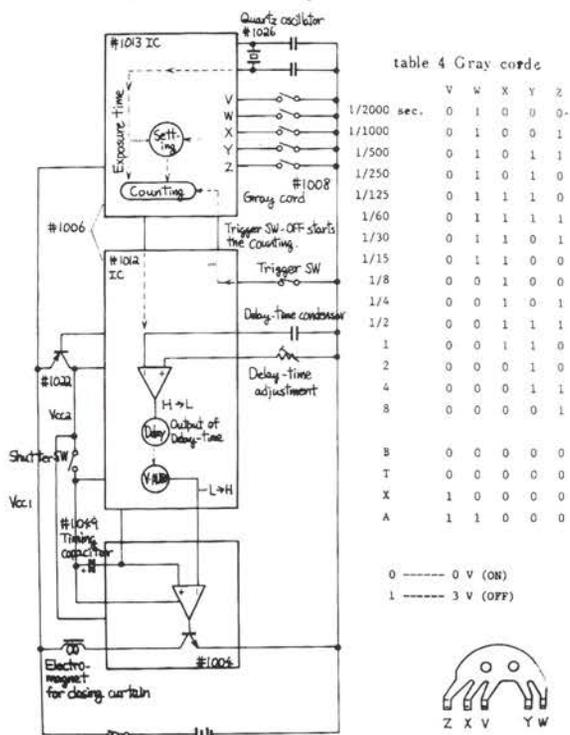 Quartz oscillator
#1026
#1013 IC
Exposure time
Setting
Counting
V
W
X
Y
Z
#1008
Gray cord
#1006
Trigger SW-OFF starts
the Counting.
#1012
IC
Trigger SW
Delay-time condensor
Delay-time
adjustment
#1022
H→L
Vcc2
Delay
Output of
Delay-time
Shutter SW
L→H
Vcc1
#1049
Timing
capacitor
#1004
Electro-
magnet
for closing curtain
table 4 Gray corde
V W X Y Z
1/2000 sec. 0 1 0 0 0
1/1000 0 1 0 0 1
1/500 0 1 0 1 1
1/250 0 1 0 1 0
1/125 0 1 1 1 0
1/60 0 1 1 1 1
1/30 0 1 1 0 1
1/15 0 1 1 0 0
1/8 0 0 1 0 0
1/4 0 0 1 0 1
1/2 0 0 1 1 1
1 0 0 1 1 0
2 0 0 0 1 0
4 0 0 0 1 1
8 0 0 0 0 1
B 0 0 0 0 0
T 0 0 0 0 0
X 1 0 0 0 0
A 1 1 0 0 0
0 ------ 0 V (ON)
1 ------ 3 V (OFF)
Z X V Y W